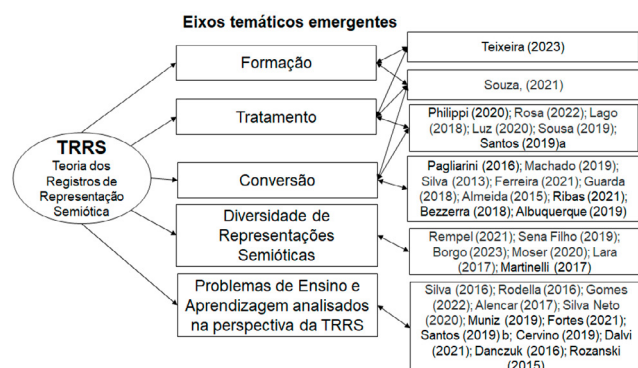 Eixos temáticos emergentes
TRRS
Teoria dos
Registros de
Representação
Semiótica
Formação
Tratamento
Conversão
Diversidade de
Representações
Semióticas
Problemas de Ensino e
Aprendizagem analisados
na perspectiva da TRRS
Teixeira (2023)
Souza, (2021)
Philippi (2020); Rosa (2022); Lago
(2018); Luz (2020); Sousa (2019);
Santos (2019)a
Pagliarini (2016); Machado (2019);
Silva (2013); Ferreira (2021); Guarda
(2018); Almeida (2015); Ribas (2021);
Bezzerra (2018); Albuquerque (2019)
Rempel (2021); Sena Filho (2019);
Borgo (2023); Moser (2020); Lara
(2017); Martinelli (2017)
Silva (2016); Rodella (2016); Gomes
(2022); Alencar (2017); Silva Neto
(2020); Muniz (2019); Fortes (2021);
Santos (2019) b; Cervino (2019); Dalvi
(2021); Danczuk (2016); Rozanski
(2015)